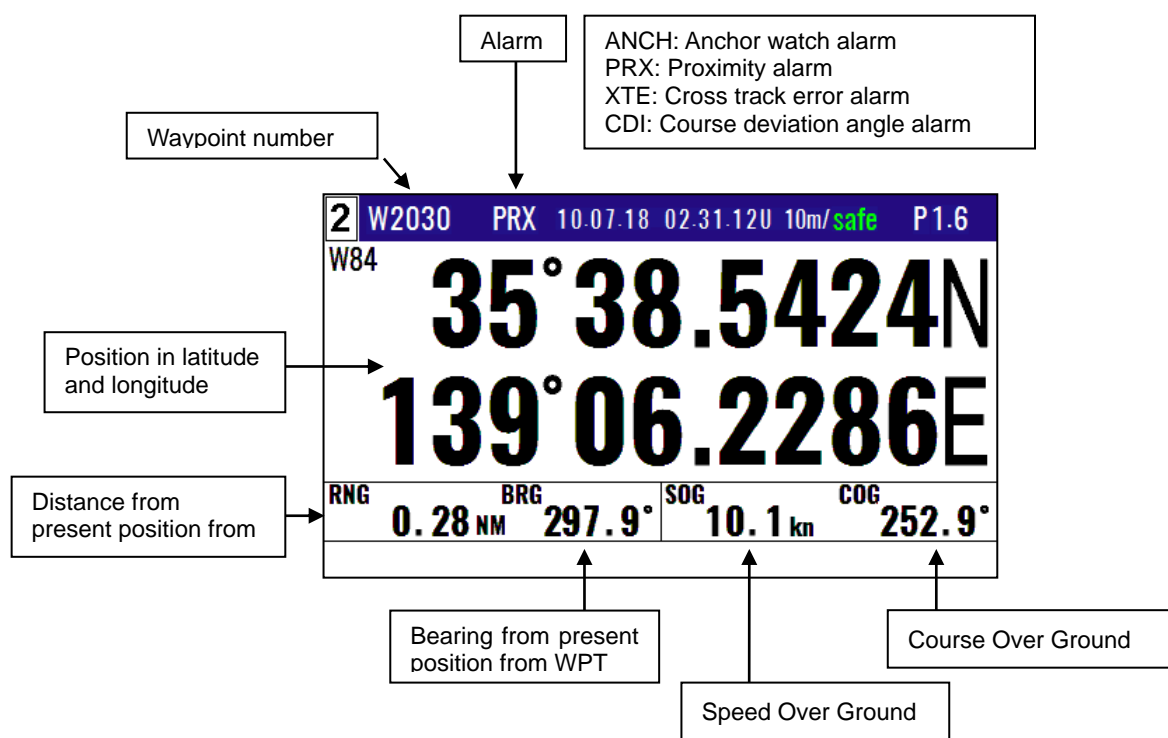 Alarm
ANCH: Anchor watch alarm
PRX: Proximity alarm
XTE: Cross track error alarm
CDI: Course deviation angle alarm
Waypoint number
2 W2030 PRX 10.07.18 02.31.12U 10m/safe P1.6
W84
35°38.5424N
139°06.2286E
Position in latitude
and longitude
Distance from
present position from
RNG 0.28 NM BRG 297.9° SOG 10.1 kn COG 252.9°
Bearing from present
position from WPT
Course Over Ground
Speed Over Ground